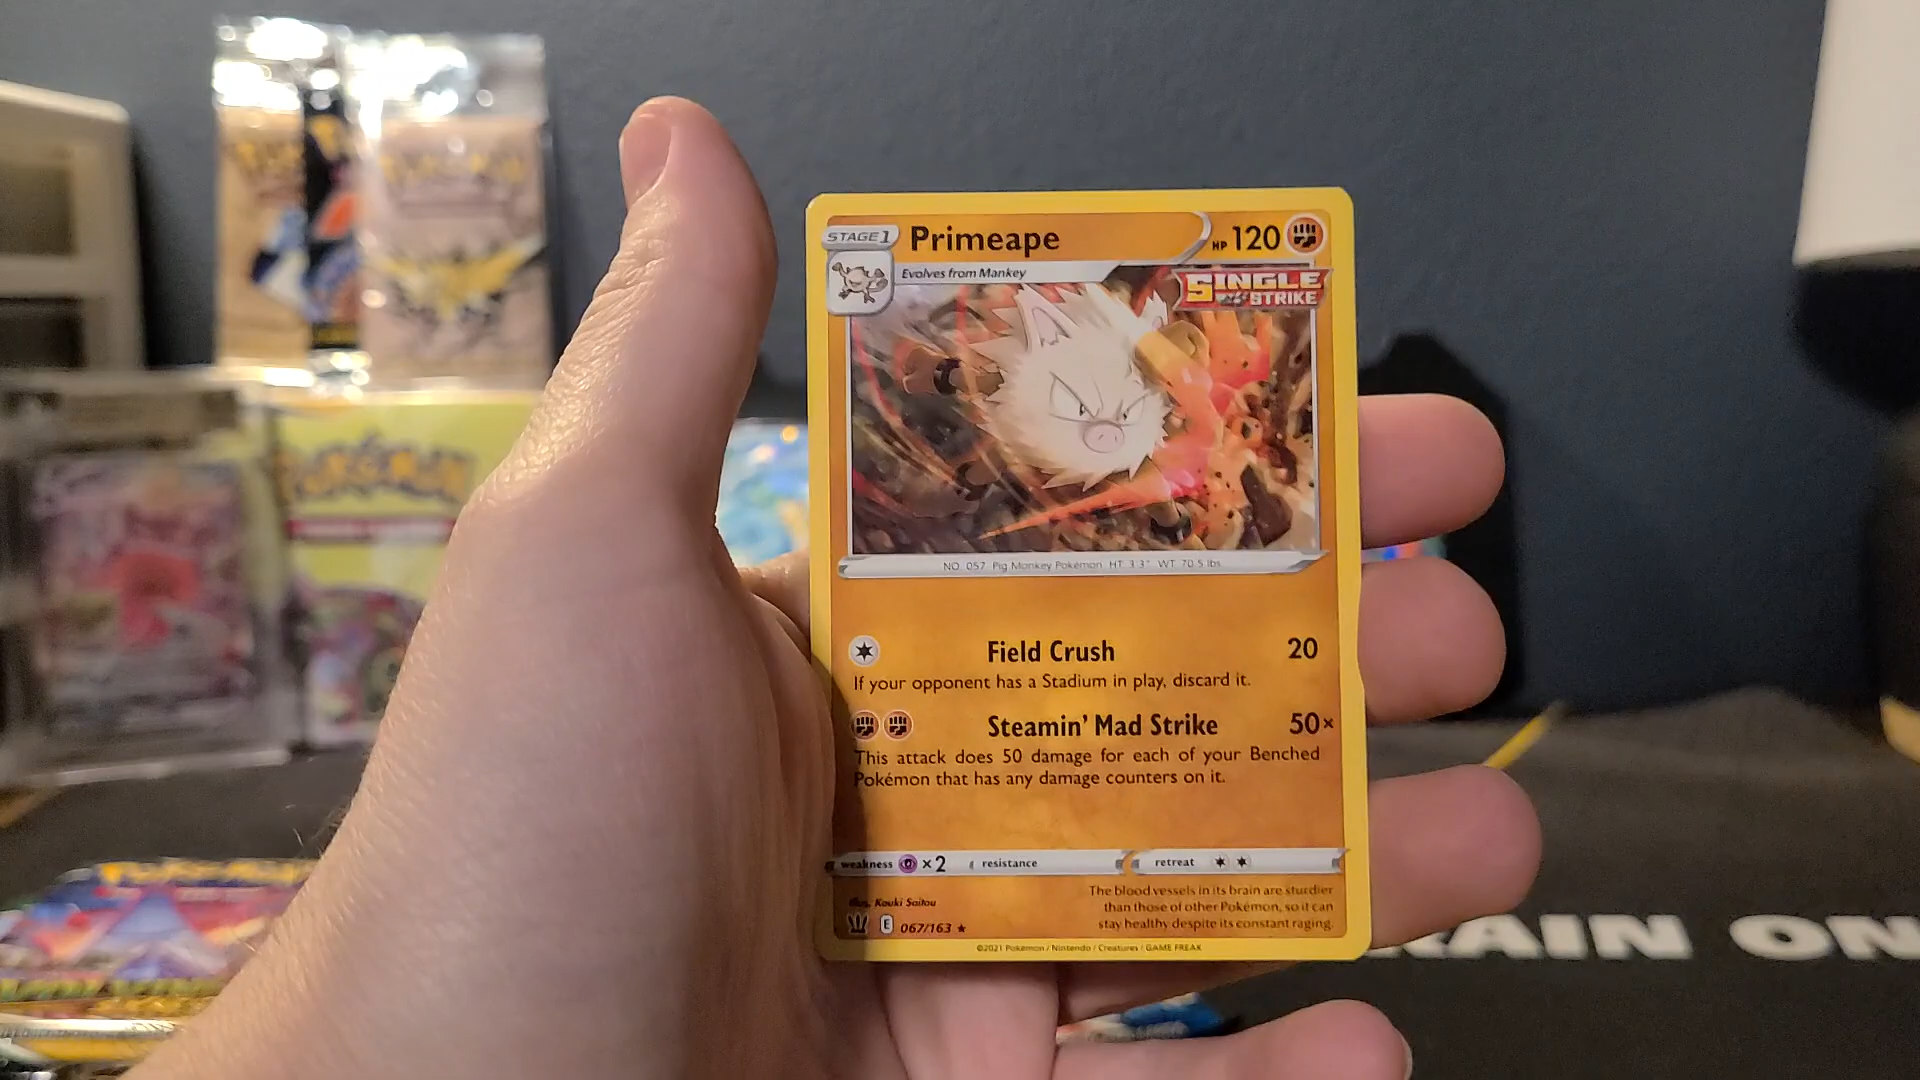 STAGE 1
Primeape
HP 120
Evolves from Mankey
SINGLE
STRIKE
NO. 057 Pig Monkey Pokémon HT: 3'3" WT: 70.5 lbs
Field Crush 20
If your opponent has a Stadium in play, discard it.
Steamin' Mad Strike 50×
This attack does 50 damage for each of your Benched
Pokémon that has any damage counters on it.
weakness ×2 resistance retreat
Illus. Kouki Saitou
The blood vessels in its brain are sturdier
than those of other Pokémon, so it can
stay healthy despite its constant raging.
E 067/163 ★
©2021 Pokémon / Nintendo / Creatures / GAME FREAK
POKéMON
RAIN ON